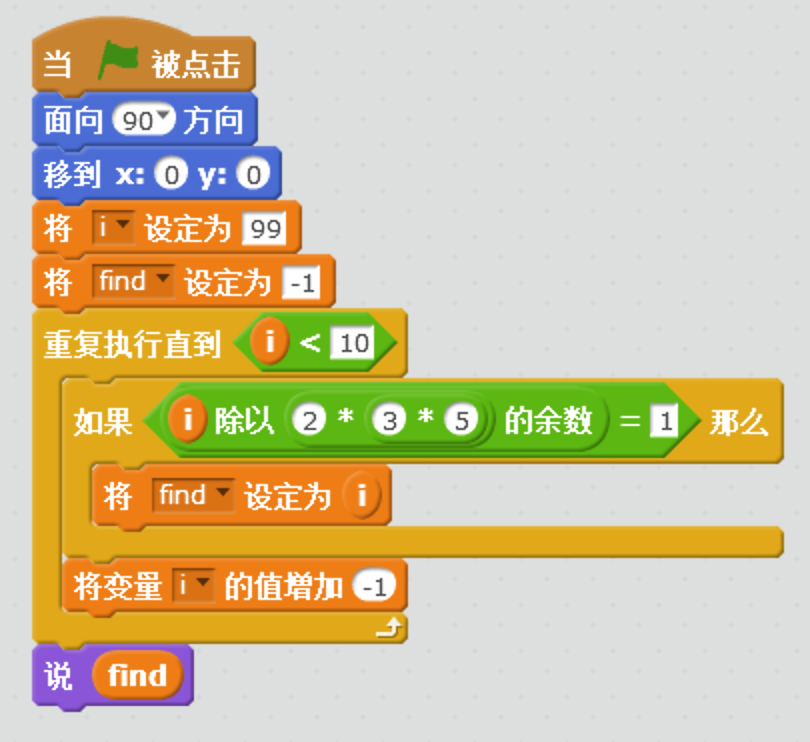 当 被点击
面向 90 方向
移到 x: 0 y: 0
将 i 设定为 99
将 find 设定为 -1
重复执行直到 i < 10
如果 i 除以 2 * 3 * 5 的余数 = 1 那么
将 find 设定为 i
将变量 i 的值增加 -1
说 find